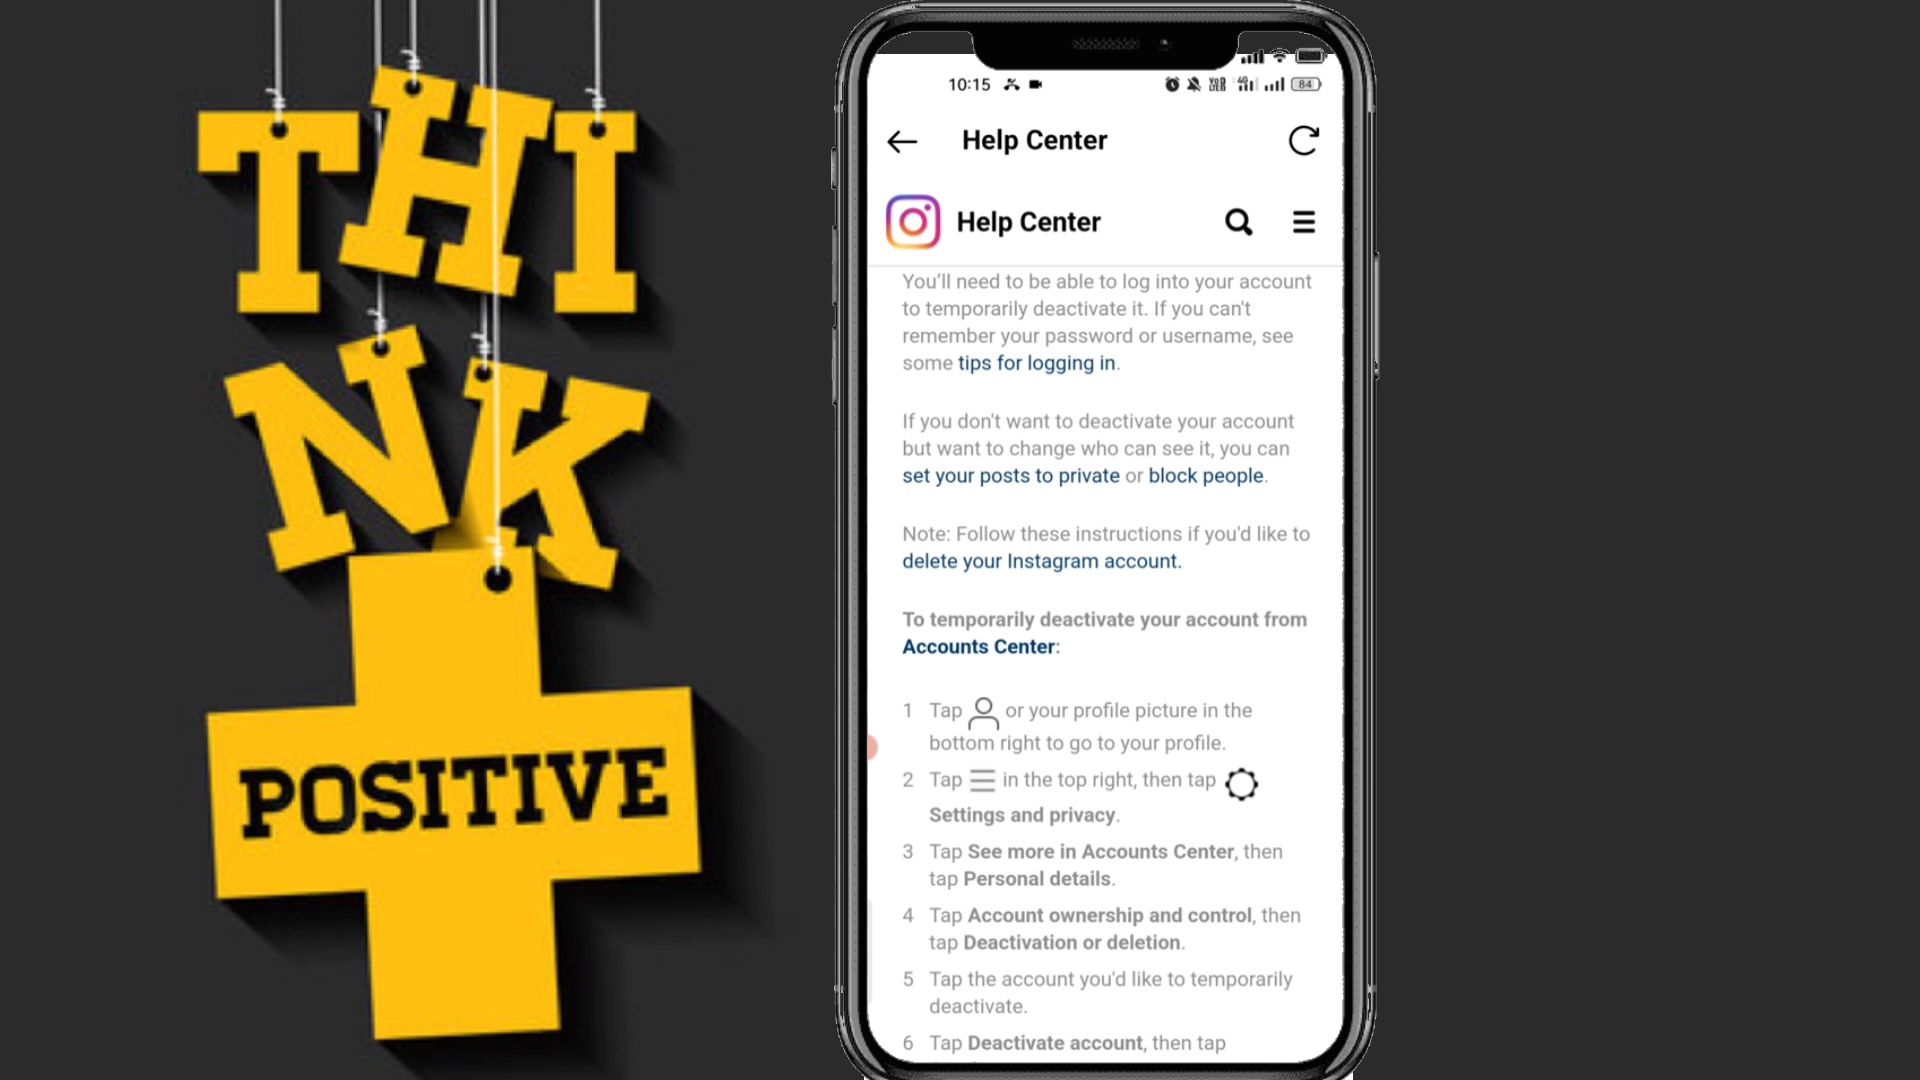 THI
NK
POSITIVE
10:15
VoD
LTE
4G
84
Help Center
Help Center
You'll need to be able to log into your account
to temporarily deactivate it. If you can't
remember your password or username, see
some tips for logging in.
If you don't want to deactivate your account
but want to change who can see it, you can
set your posts to private or block people.
Note: Follow these instructions if you'd like to
delete your Instagram account.
To temporarily deactivate your account from
Accounts Center:
1 Tap or your profile picture in the
bottom right to go to your profile.
2 Tap in the top right, then tap
Settings and privacy.
3 Tap See more in Accounts Center, then
tap Personal details.
4 Tap Account ownership and control, then
tap Deactivation or deletion.
5 Tap the account you'd like to temporarily
deactivate.
6 Tap Deactivate account, then tap